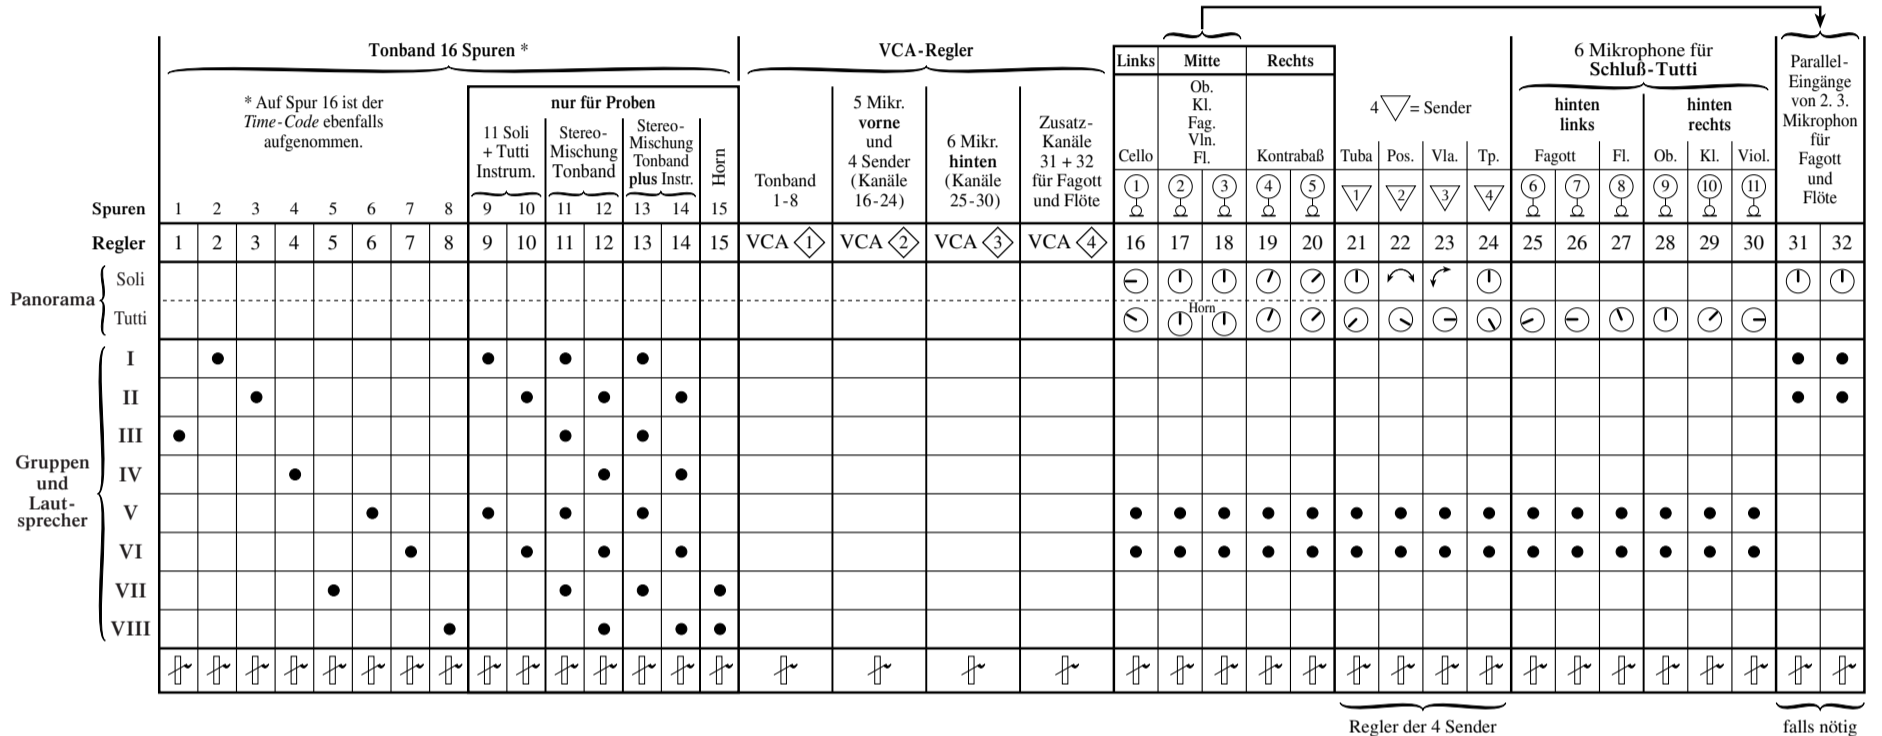 Tonband 16 Spuren *
VCA-Regler
Links Mitte Rechts
6 Mikrophone für
Schluß-Tutti
Parallel-
Eingänge
von 2. 3.
Mikrophon
für
Fagott
und
Flöte
* Auf Spur 16 ist der
Time-Code ebenfalls
aufgenommen.
nur für Proben
11 Soli
+ Tutti
Instrum.
Stereo-
Mischung
Tonband
Stereo-
Mischung
Tonband
plus Instr.
Horn
Tonband
1-8
5 Mikr.
vorne
und
4 Sender
(Kanäle
16-24)
6 Mikr.
hinten
(Kanäle
25-30)
Zusatz-
Kanäle
31 + 32
für Fagott
und Flöte
Cello
Ob.
Kl.
Fag.
Vln.
Fl.
Kontrabaß
4 = Sender
Tuba Pos. Vla. Tp.
hinten
links
hinten
rechts
Fagott Fl. Ob. Kl. Viol.
1 2 3 4 5 1 2 3 4 6 7 8 9 10 11
Spuren 1 2 3 4 5 6 7 8 9 10 11 12 13 14 15
Regler 1 2 3 4 5 6 7 8 9 10 11 12 13 14 15 VCA 1 VCA 2 VCA 3 VCA 4 16 17 18 19 20 21 22 23 24 25 26 27 28 29 30 31 32
Panorama
Soli
Tutti
Horn
Gruppen
und
Laut-
sprecher
I
II
III
IV
V
VI
VII
VIII
Regler der 4 Sender
falls nötig